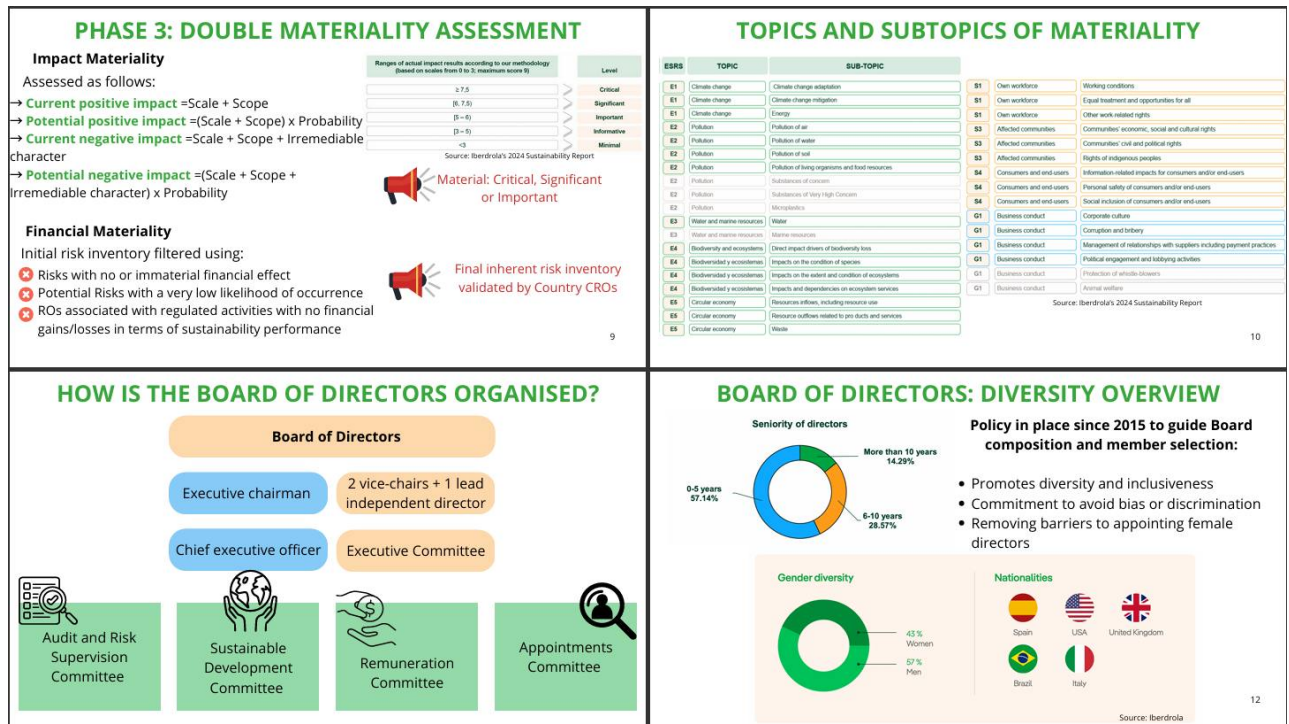 PHASE 3: DOUBLE MATERIALITY ASSESSMENT
Impact Materiality
Assessed as follows:
→ Current positive impact =Scale + Scope
→ Potential positive impact =(Scale + Scope) x Probability
→ Current negative impact =Scale + Scope + Irremediable
character
→ Potential negative impact =(Scale + Scope +
Irremediable character) x Probability
Ranges of actual impact results according to our methodology
(based on scales from 0 to 3; maximum score 9)
Level
≥ 7,5
Critical
[6, 7,5)
Significant
[5 – 6)
Important
[3 – 5)
Informative
<3
Minimal
Source: Iberdrola's 2024 Sustainability Report
Material: Critical, Significant
or Important
Financial Materiality
Initial risk inventory filtered using:
Risks with no or immaterial financial effect
Potential Risks with a very low likelihood of occurrence
ROs associated with regulated activities with no financial
gains/losses in terms of sustainability performance
Final inherent risk inventory
validated by Country CROs
9
TOPICS AND SUBTOPICS OF MATERIALITY
ESRS TOPIC SUB-TOPIC
E1 Climate change Climate change adaptation
E1 Climate change Climate change mitigation
E1 Climate change Energy
E2 Pollution Pollution of air
E2 Pollution Pollution of water
E2 Pollution Pollution of soil
E2 Pollution Pollution of living organisms and food resources
E2 Pollution Substances of concern
E2 Pollution Substances of Very High Concern
E2 Pollution Microplastics
E3 Water and marine resources Water
E3 Water and marine resources Marine resources
E4 Biodiversity and ecosystems Direct impact drivers of biodiversity loss
E4 Biodiversidad y ecosistemas Impacts on the condition of species
E4 Biodiversidad y ecosistemas Impacts on the extent and condition of ecosystems
E4 Biodiversidad y ecosistemas Impacts and dependencies on ecosystem services
E5 Circular economy Resources inflows, including resource use
E5 Circular economy Resource outflows related to pro ducts and services
E5 Circular economy Waste
S1 Own workforce Working conditions
S1 Own workforce Equal treatment and opportunities for all
S1 Own workforce Other work related rights
S3 Affected communities Communities' economic, social and cultural rights
S3 Affected communities Communities' civil and political rights
S3 Affected communities Rights of indigenous peoples
S4 Consumers and end-users Information-related impacts for consumers and/or end-users
S4 Consumers and end-users Personal safety of consumers and/or end-users
S4 Consumers and end-users Social inclusion of consumers and/or end-users
G1 Business conduct Corporate culture
G1 Business conduct Corruption and bribery
G1 Business conduct Management of relationships with suppliers including payment practices
G1 Business conduct Political engagement and lobbying activities
G1 Business conduct Protection of whistle-blowers
G1 Business conduct Animal welfare
Source: Iberdrola's 2024 Sustainability Report
10
HOW IS THE BOARD OF DIRECTORS ORGANISED?
Board of Directors
Executive chairman
2 vice-chairs + 1 lead
independent director
Chief executive officer
Executive Committee
Audit and Risk
Supervision
Committee
Sustainable
Development
Committee
Remuneration
Committee
Appointments
Committee
BOARD OF DIRECTORS: DIVERSITY OVERVIEW
Seniority of directors
More than 10 years
14.29%
0-5 years
57.14%
6-10 years
28.57%
Policy in place since 2015 to guide Board
composition and member selection:
• Promotes diversity and inclusiveness
• Commitment to avoid bias or discrimination
• Removing barriers to appointing female
directors
Gender diversity
43 %
Women
57 %
Men
Nationalities
Spain
USA
United Kingdom
Brazil
Italy
12
Source: Iberdrola